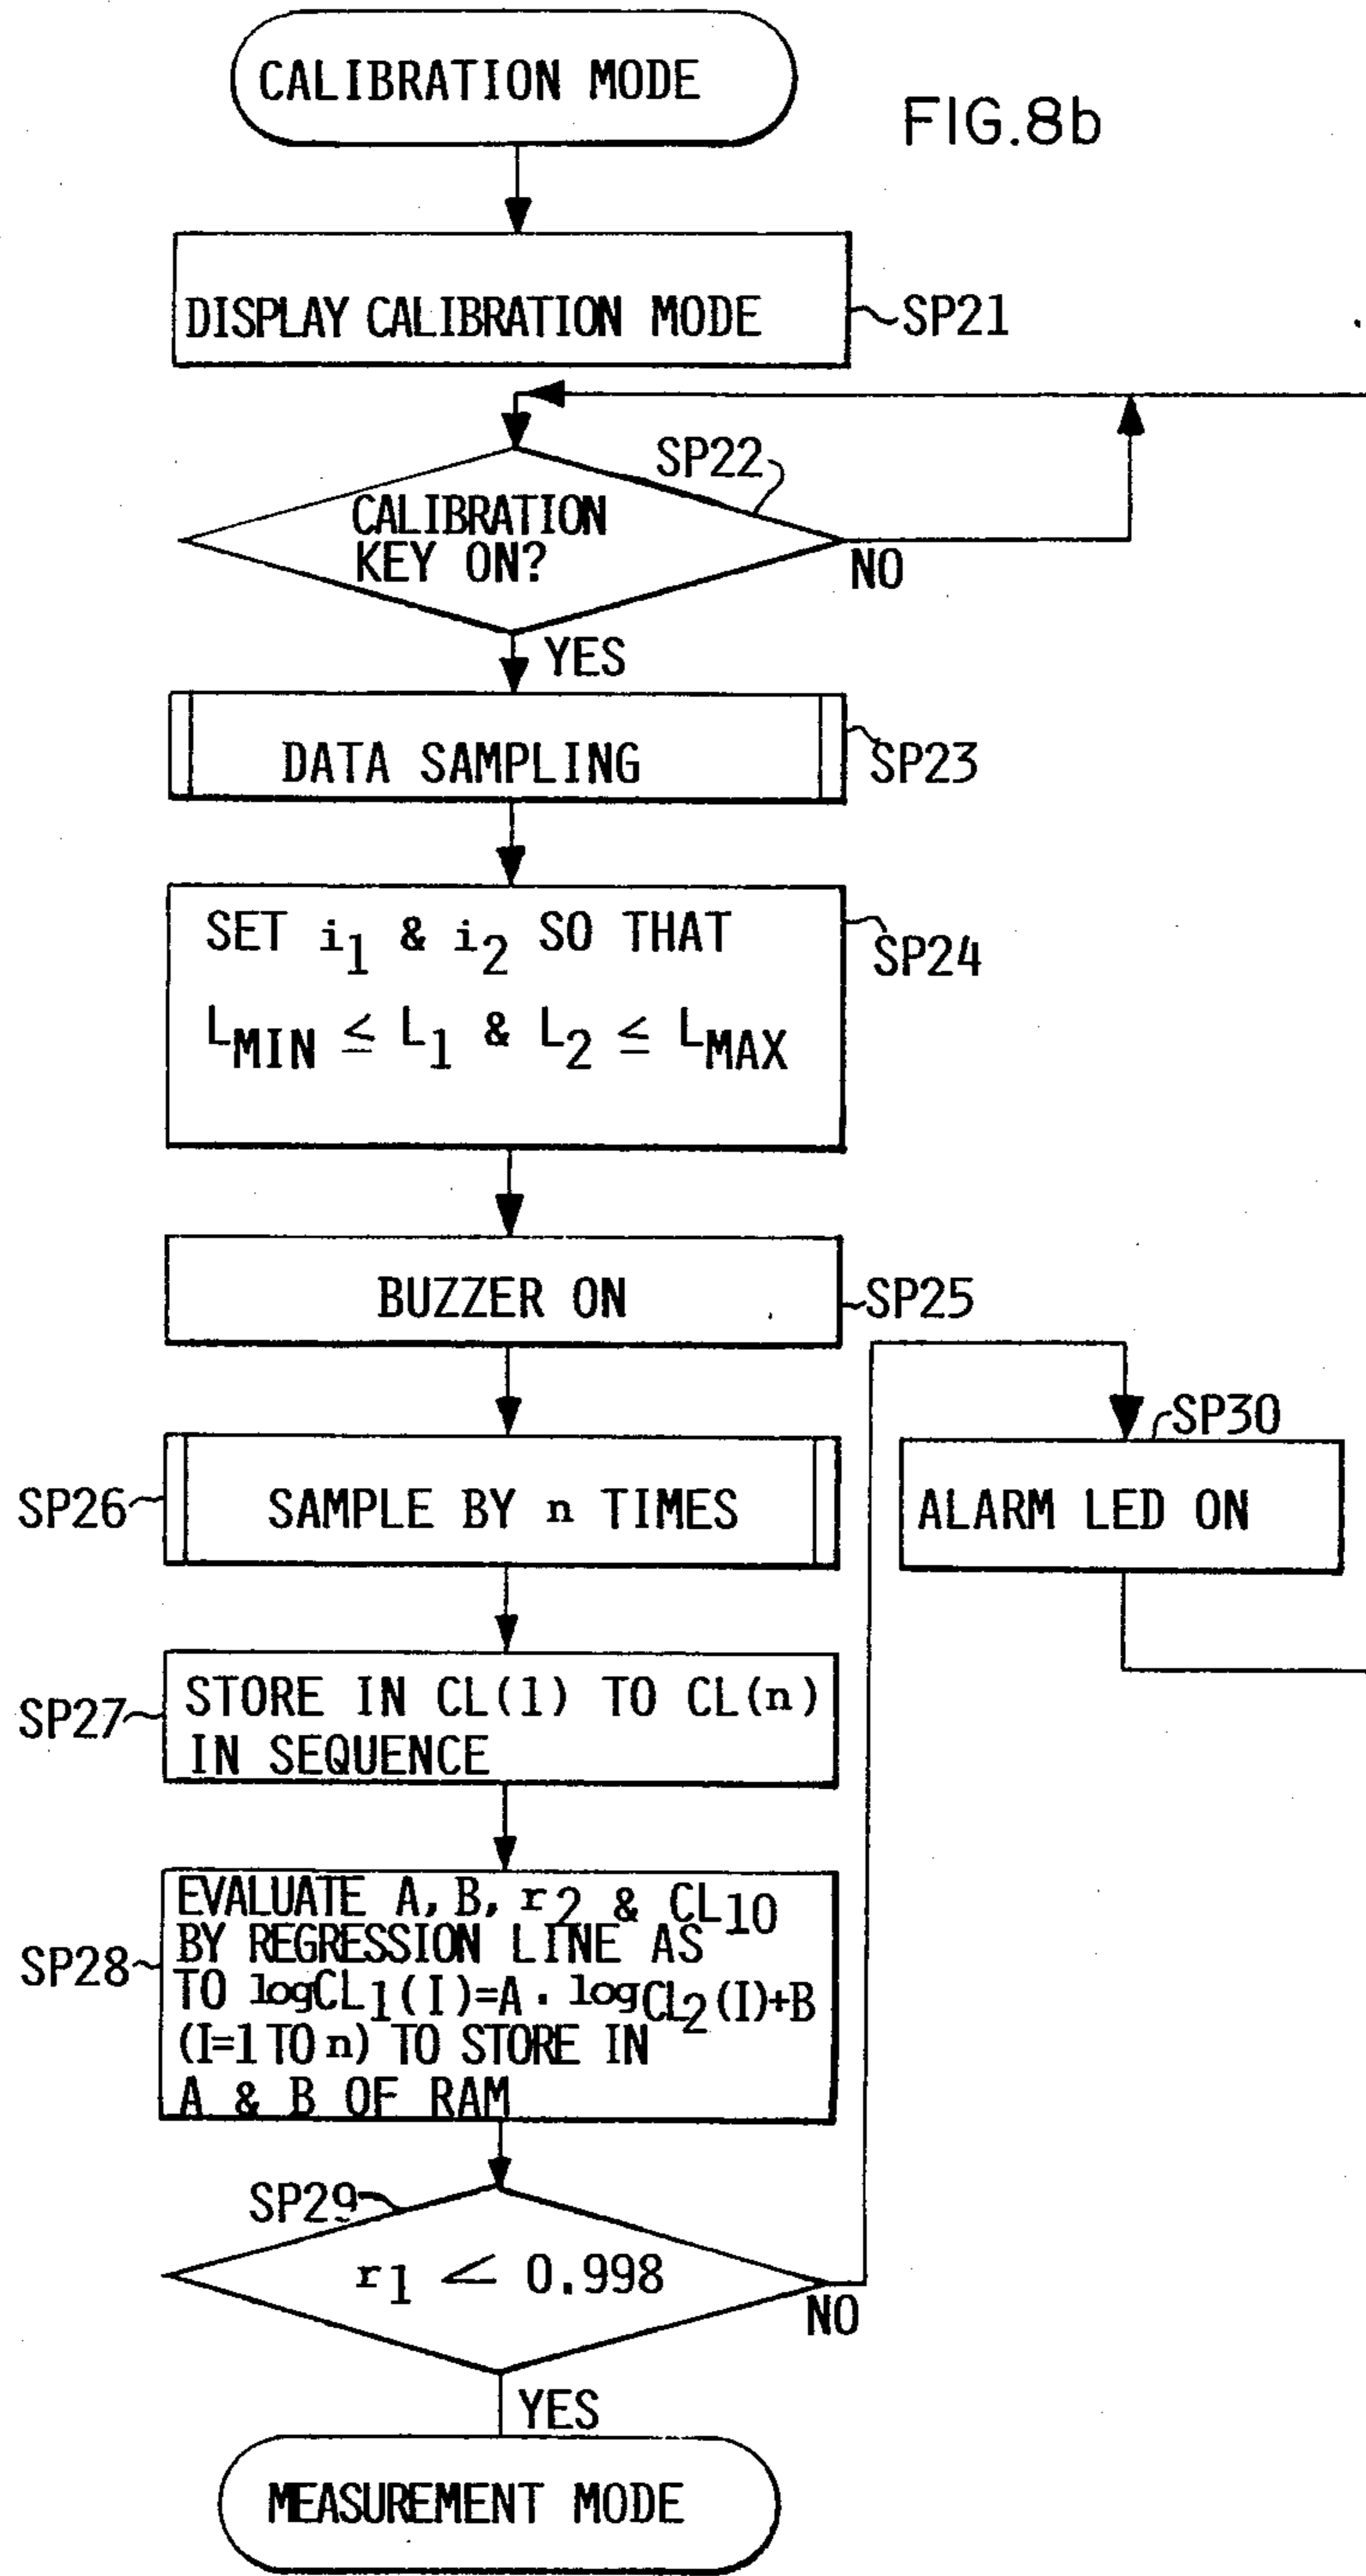 CALIBRATION MODE
FIG.8b
DISPLAY CALIBRATION MODE
SP21
SP22
CALIBRATION
KEY ON?
NO
YES
DATA SAMPLING
SP23
SET i1 & i2 SO THAT
LMIN ≤ L1 & L2 ≤ LMAX
SP24
BUZZER ON
SP25
SP26
SAMPLE BY n TIMES
SP30
ALARM LED ON
SP27
STORE IN CL(1) TO CL(n)
IN SEQUENCE
SP28
EVALUATE A, B, r2 & CL10
BY REGRESSION LINE AS
TO logCL1(I)=A · logCL2(I)+B
(I=1 TO n) TO STORE IN
A & B OF RAM
SP29
r1 < 0.998
NO
YES
MEASUREMENT MODE